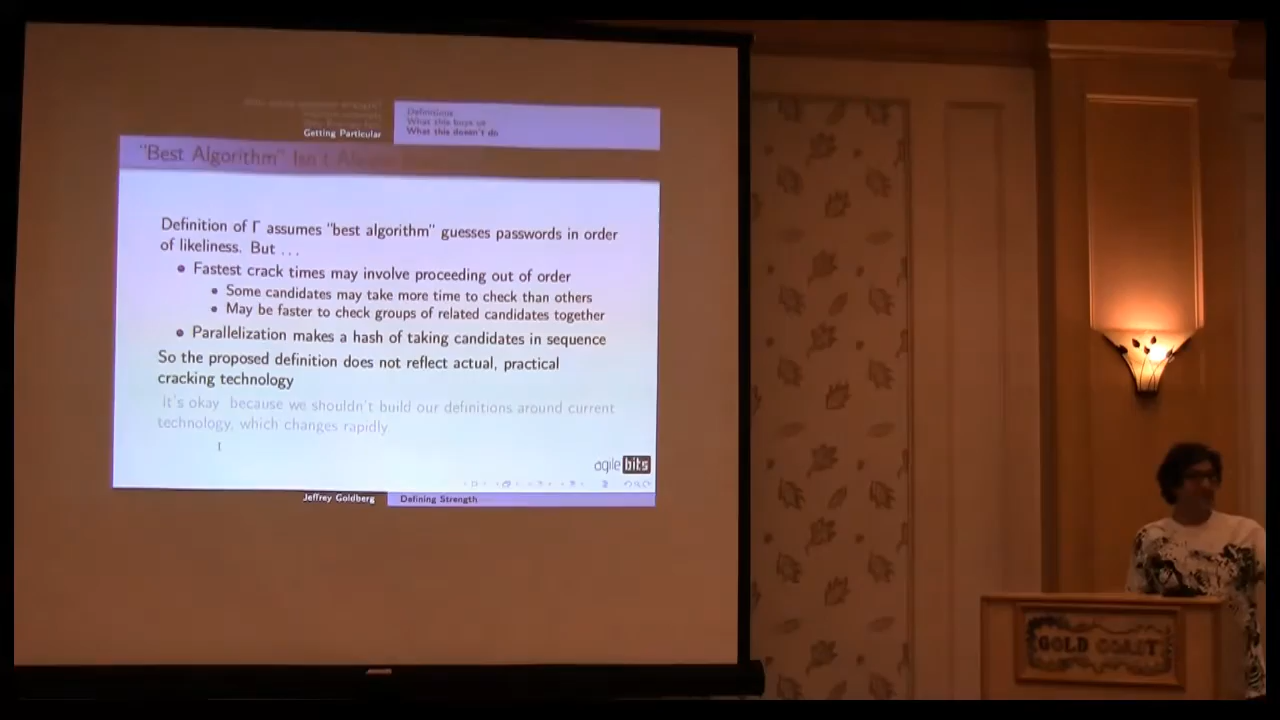 Getting Particular
Definitions
What this buys us
What this doesn't do
"Best Algorithm" Isn't
Definition of Γ assumes "best algorithm" guesses passwords in order
of likeliness. But ...
Fastest crack times may involve proceeding out of order
Some candidates may take more time to check than others
May be faster to check groups of related candidates together
Parallelization makes a hash of taking candidates in sequence
So the proposed definition does not reflect actual, practical
cracking technology
It's okay because we shouldn't build our definitions around current
technology, which changes rapidly
agilebits
Jeffrey Goldberg
Defining Strength
GOLD COAST